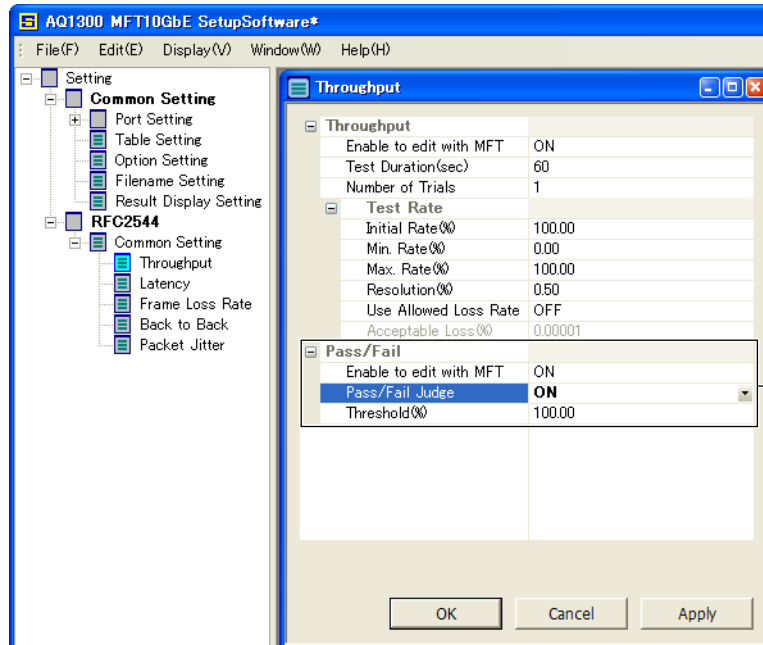 AQ1300 MFT10GbE SetupSoftware*
File(F) Edit(E) Display(V) Window(W) Help(H)
Setting
Common Setting
Port Setting
Table Setting
Option Setting
Filename Setting
Result Display Setting
RFC2544
Common Setting
Throughput
Latency
Frame Loss Rate
Back to Back
Packet Jitter
Throughput
Throughput
Enable to edit with MFT ON
Test Duration(sec) 60
Number of Trials 1
Test Rate
Initial Rate(%) 100.00
Min. Rate(%) 0.00
Max. Rate(%) 100.00
Resolution(%) 0.50
Use Allowed Loss Rate OFF
Acceptable Loss(%) 0.00001
Pass/Fail
Enable to edit with MFT ON
Pass/Fail Judge ON
Threshold(%) 100.00
OK Cancel Apply